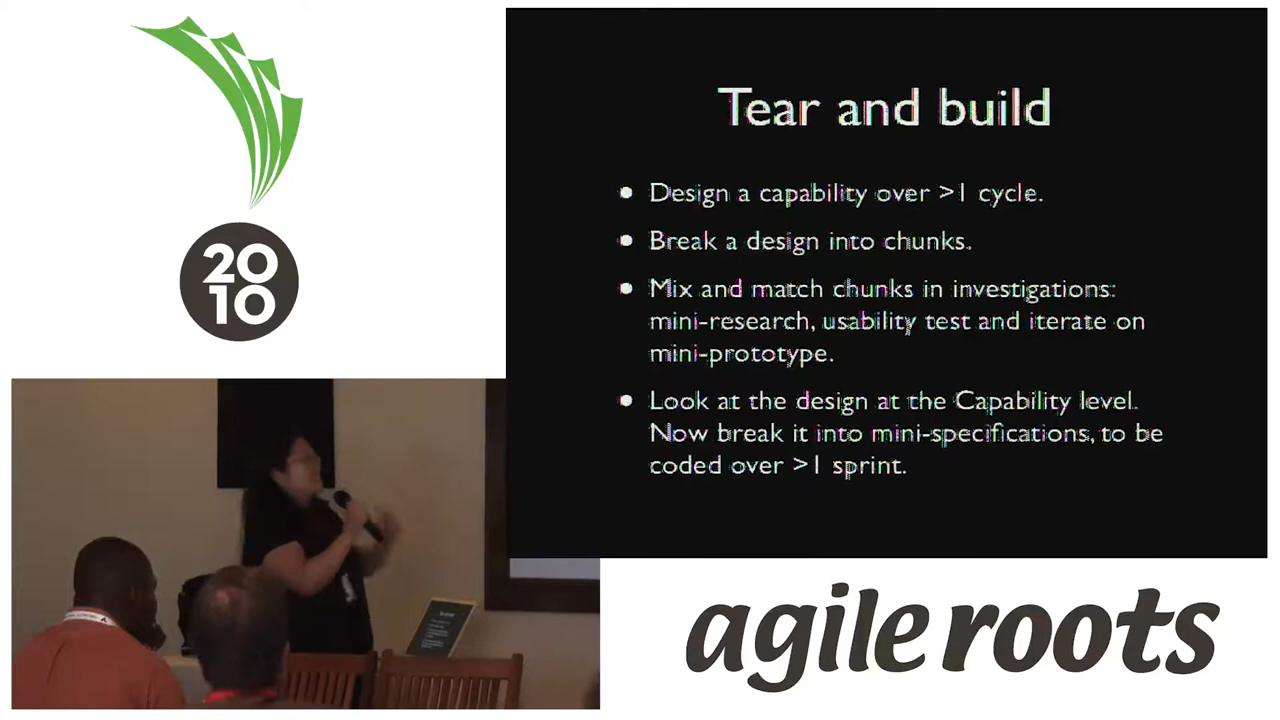 20
10
Tear and build
• Design a capability over >1 cycle.
• Break a design into chunks.
• Mix and match chunks in investigations:
mini-research, usability test and iterate on
mini-prototype.
• Look at the design at the Capability level.
Now break it into mini-specifications, to be
coded over >1 sprint.
agile roots